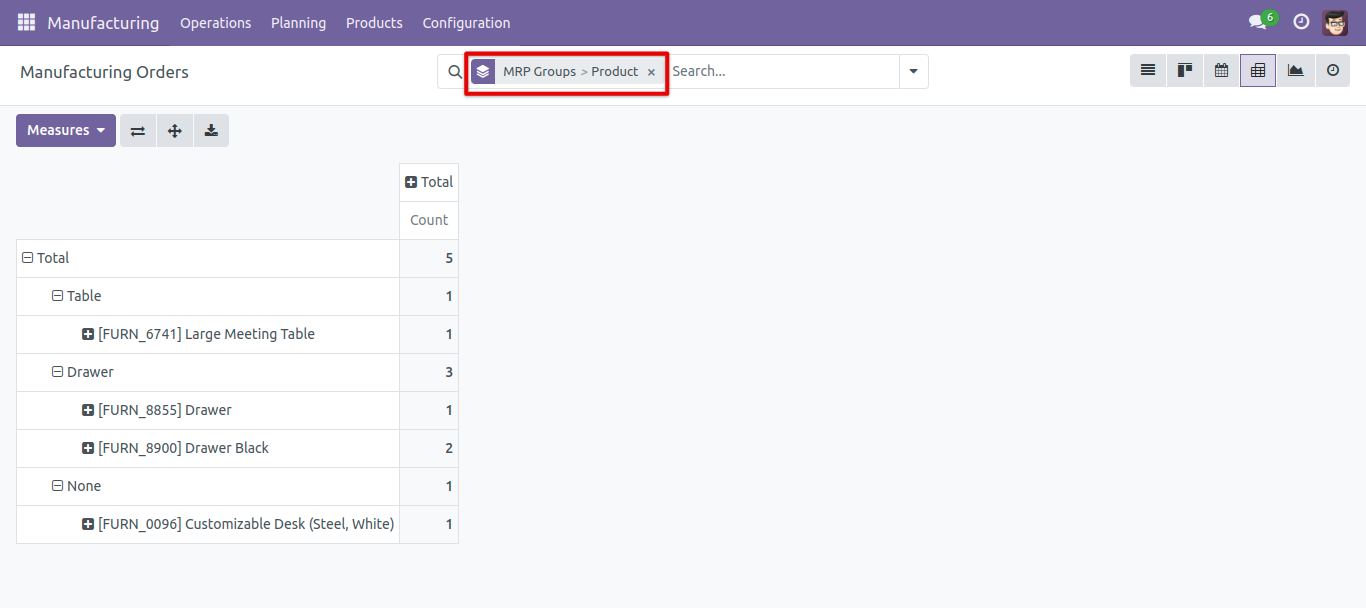 Manufacturing Operations Planning Products Configuration 6
Manufacturing Orders MRP Groups > Product × Search...
Measures
Total
Count
Total 5
Table 1
[FURN_6741] Large Meeting Table 1
Drawer 3
[FURN_8855] Drawer 1
[FURN_8900] Drawer Black 2
None 1
[FURN_0096] Customizable Desk (Steel, White) 1